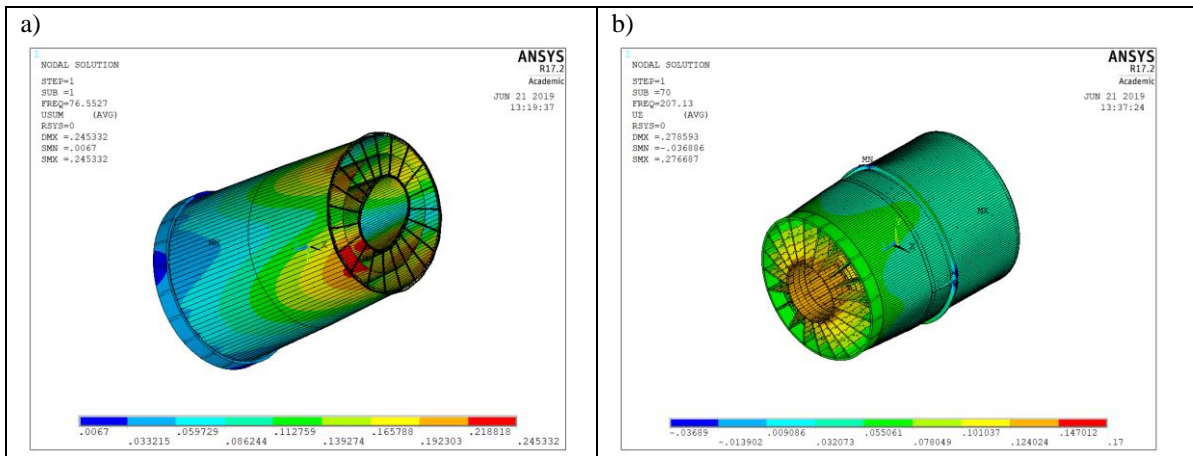 a)
1
NODAL SOLUTION
STEP=1
SUB =1
FREQ=76.5527
USUM (AVG)
RSYS=0
DMX =.245332
SMN =.0067
SMX =.245332
ANSYS
R17.2
Academic
JUN 21 2019
13:19:37
MN
X
.0067 .059729 .112759 .165788 .218818
.033215 .086244 .139274 .192303 .245332
b)
1
NODAL SOLUTION
STEP=1
SUB =70
FREQ=207.13
UZ (AVG)
RSYS=0
DMX =.278593
SMN =-.036886
SMX =.276687
ANSYS
R17.2
Academic
JUN 21 2019
13:37:24
MN
MX
-.03689 .009086 .055061 .101037 .147012
-.013902 .032073 .078049 .124024 .17